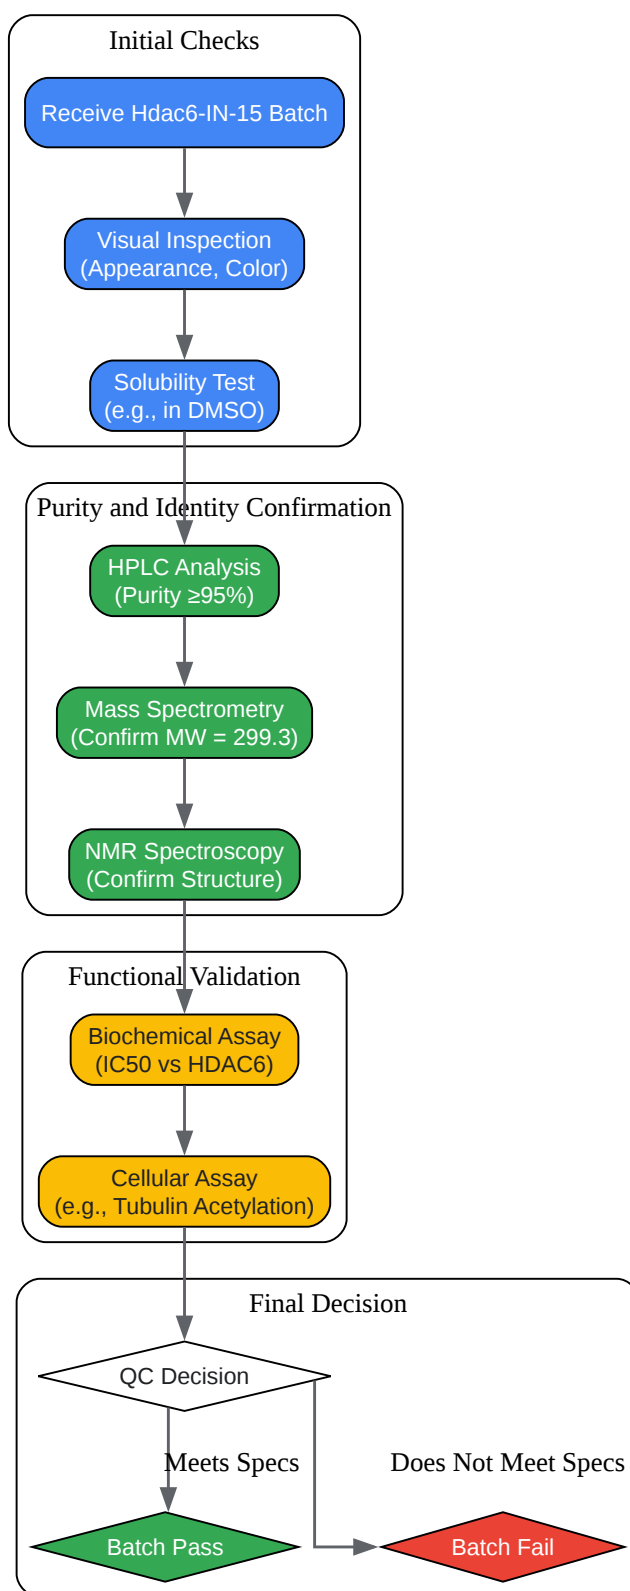 Initial Checks
Receive Hdac6-IN-15 Batch
Visual Inspection
(Appearance, Color)
Solubility Test
(e.g., in DMSO)
Purity and Identity Confirmation
HPLC Analysis
(Purity ≥95%)
Mass Spectrometry
(Confirm MW = 299.3)
NMR Spectroscopy
(Confirm Structure)
Functional Validation
Biochemical Assay
(IC50 vs HDAC6)
Cellular Assay
(e.g., Tubulin Acetylation)
Final Decision
QC Decision
Meets Specs
Does Not Meet Specs
Batch Pass
Batch Fail